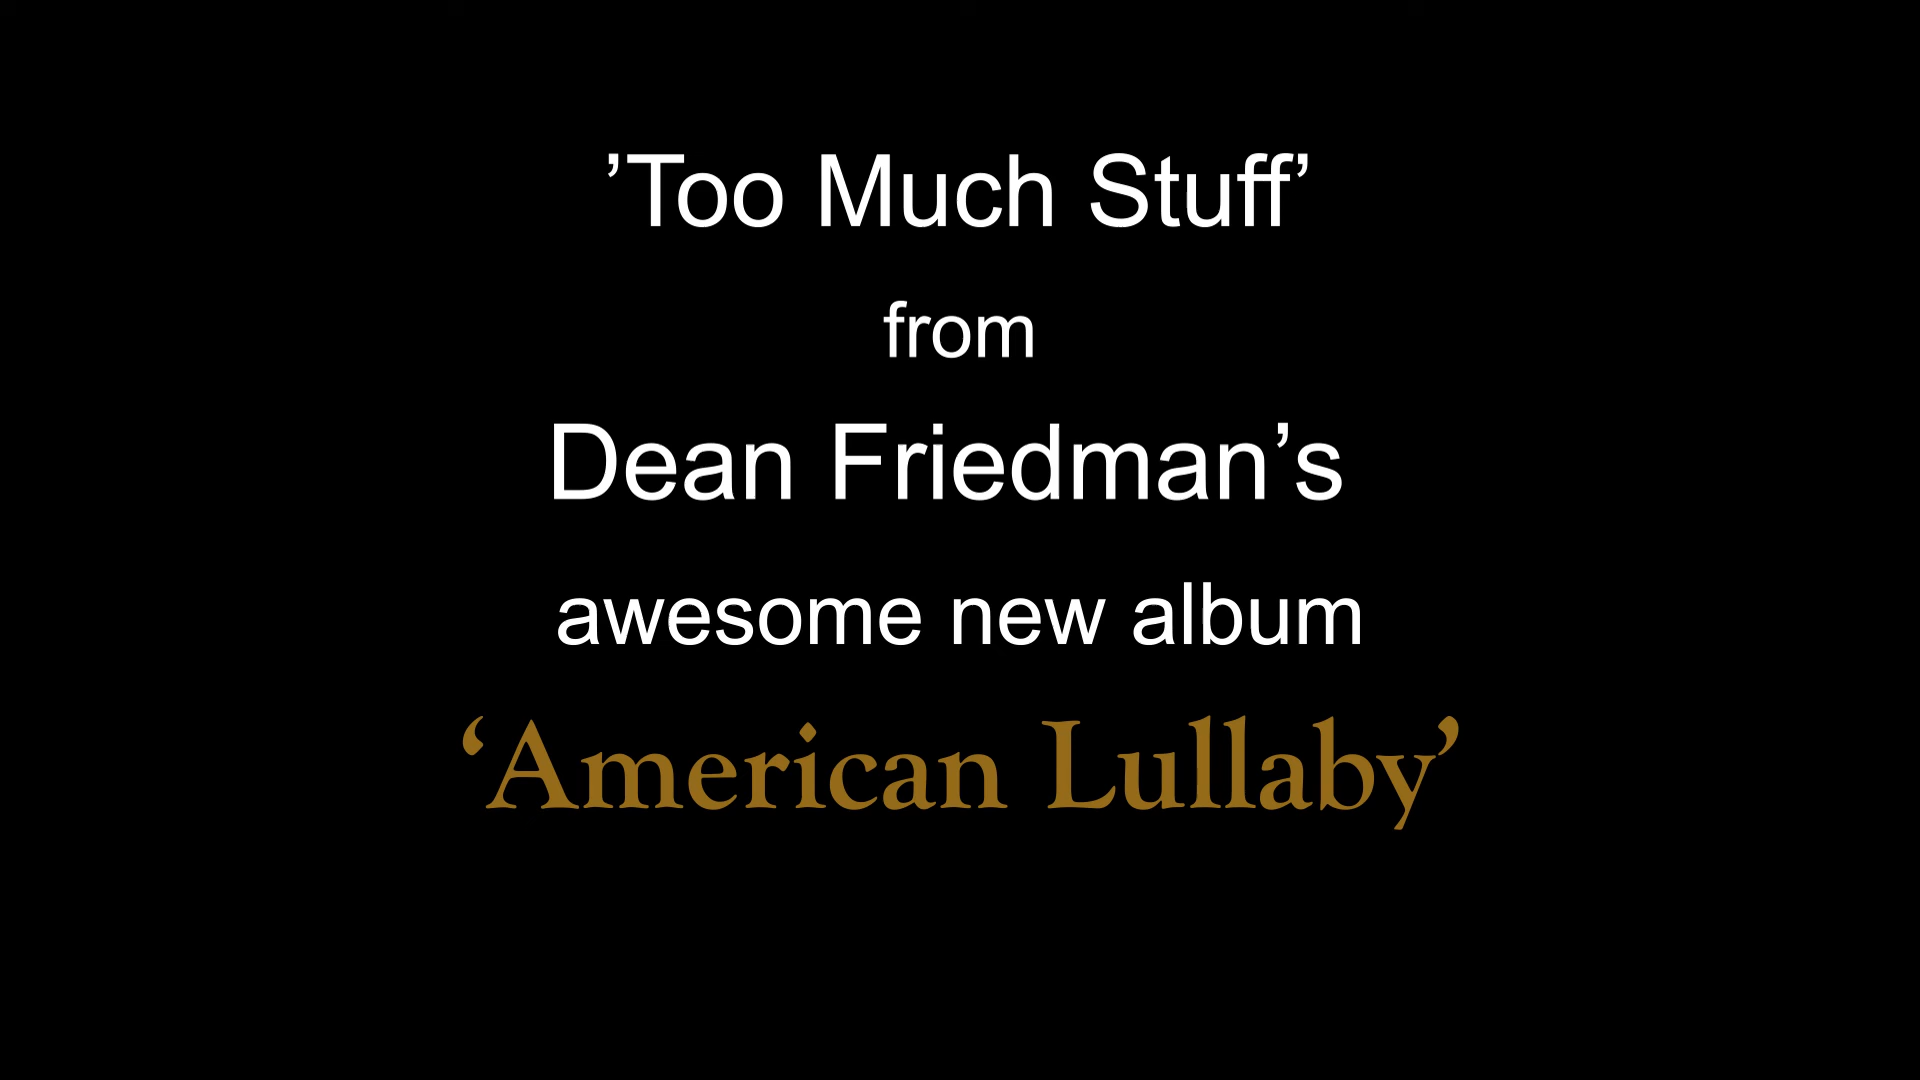 ’Too Much Stuff’
from
Dean Friedman’s
awesome new album
‘American Lullaby’